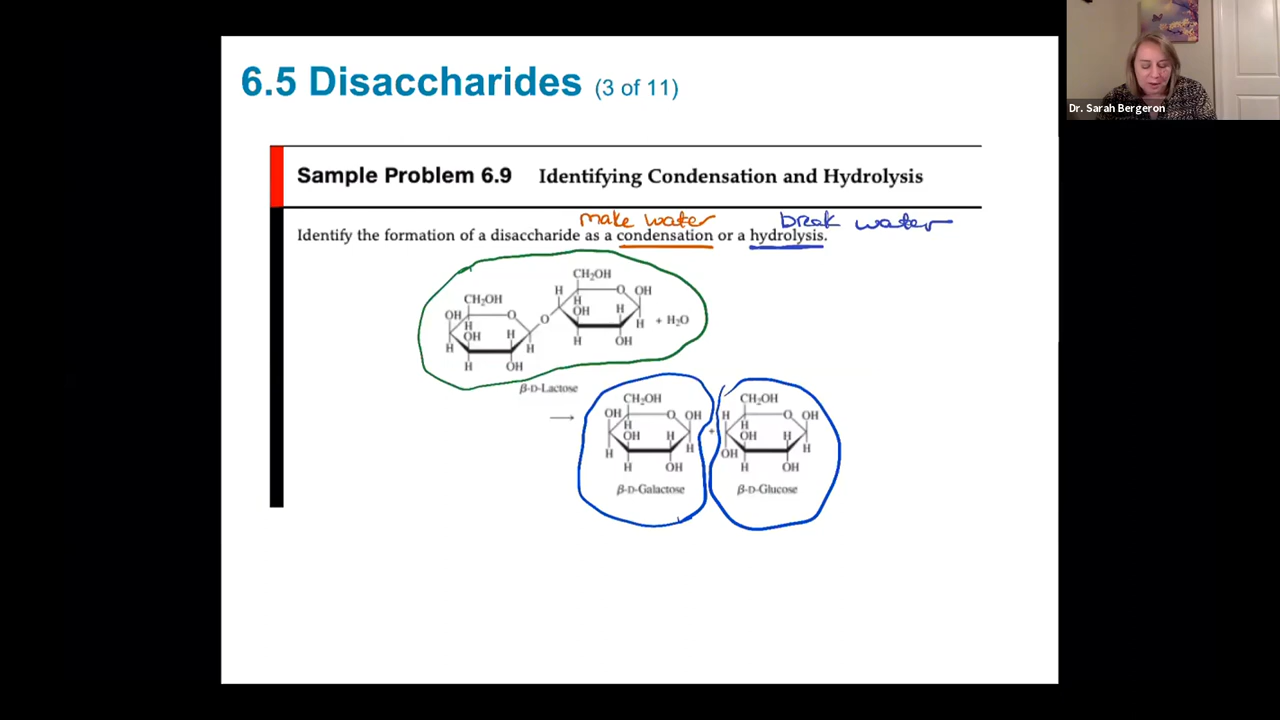 6.5 Disaccharides (3 of 11)
Dr. Sarah Bergeron
Sample Problem 6.9 Identifying Condensation and Hydrolysis
make water break water
Identify the formation of a disaccharide as a condensation or a hydrolysis.
CH₂OH
H O OH
CH₂OH H
OH O O OH H
H H + H₂O
OH H H OH
H H
H OH
β-D-Lactose
CH₂OH CH₂OH
OH O OH + H O OH
H H
OH H OH H
H H OH H
H OH H OH
β-D-Galactose β-D-Glucose